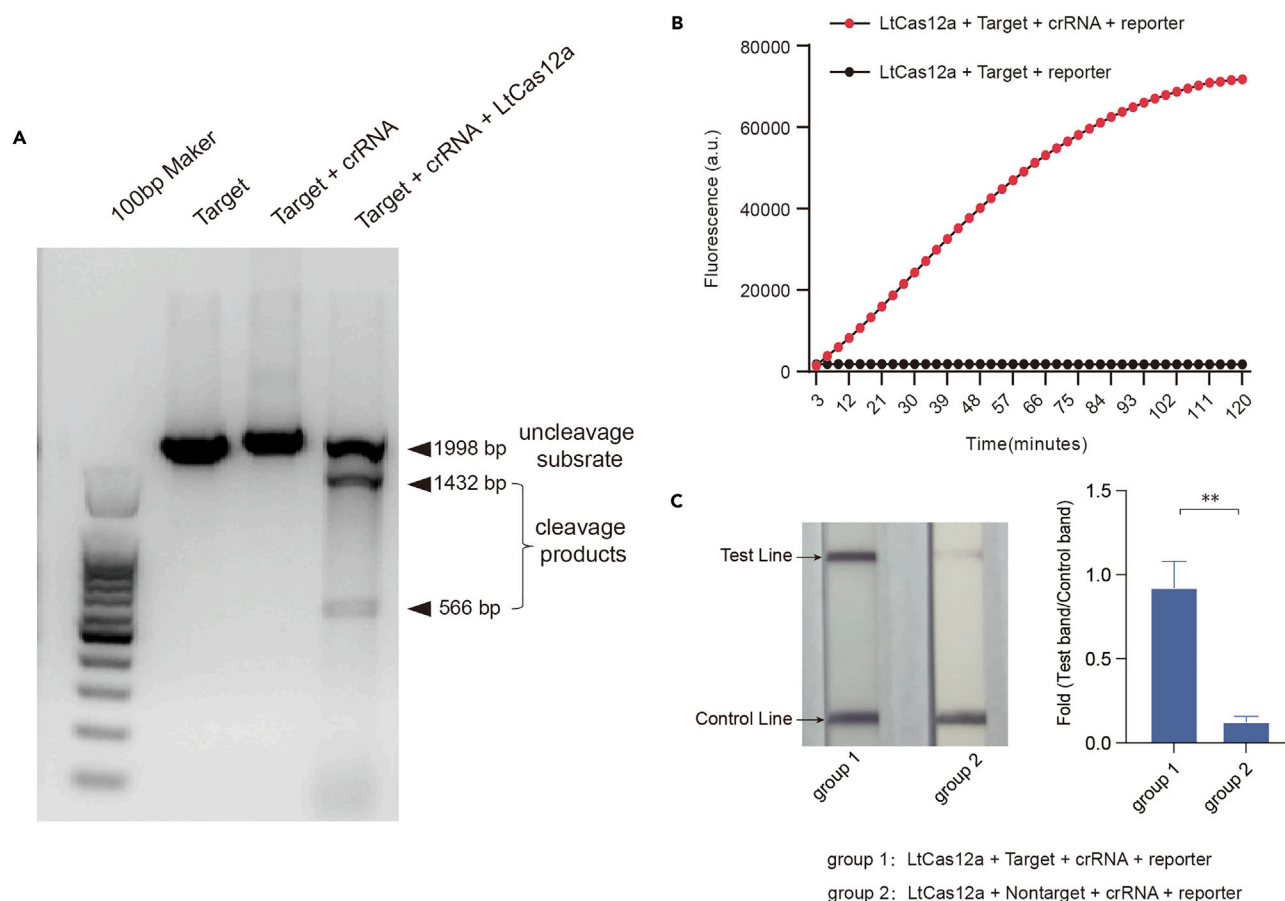 A
100bp Maker
Target
Target + crRNA
Target + crRNA + LtCas12a
1998 bp
uncleavage
subsrate
1432 bp
cleavage
products
566 bp
B
LtCas12a + Target + crRNA + reporter
LtCas12a + Target + reporter
Fluorescence (a.u.)
80000
60000
40000
20000
0
3 12 21 30 39 48 57 66 75 84 93 102 111 120
Time(minutes)
C
Test Line
Control Line
group 1
group 2
Fold (Test band/Control band)
1.5
1.0
0.5
0.0
**
group 1
group 2
group 1: LtCas12a + Target + crRNA + reporter
group 2: LtCas12a + Nontarget + crRNA + reporter